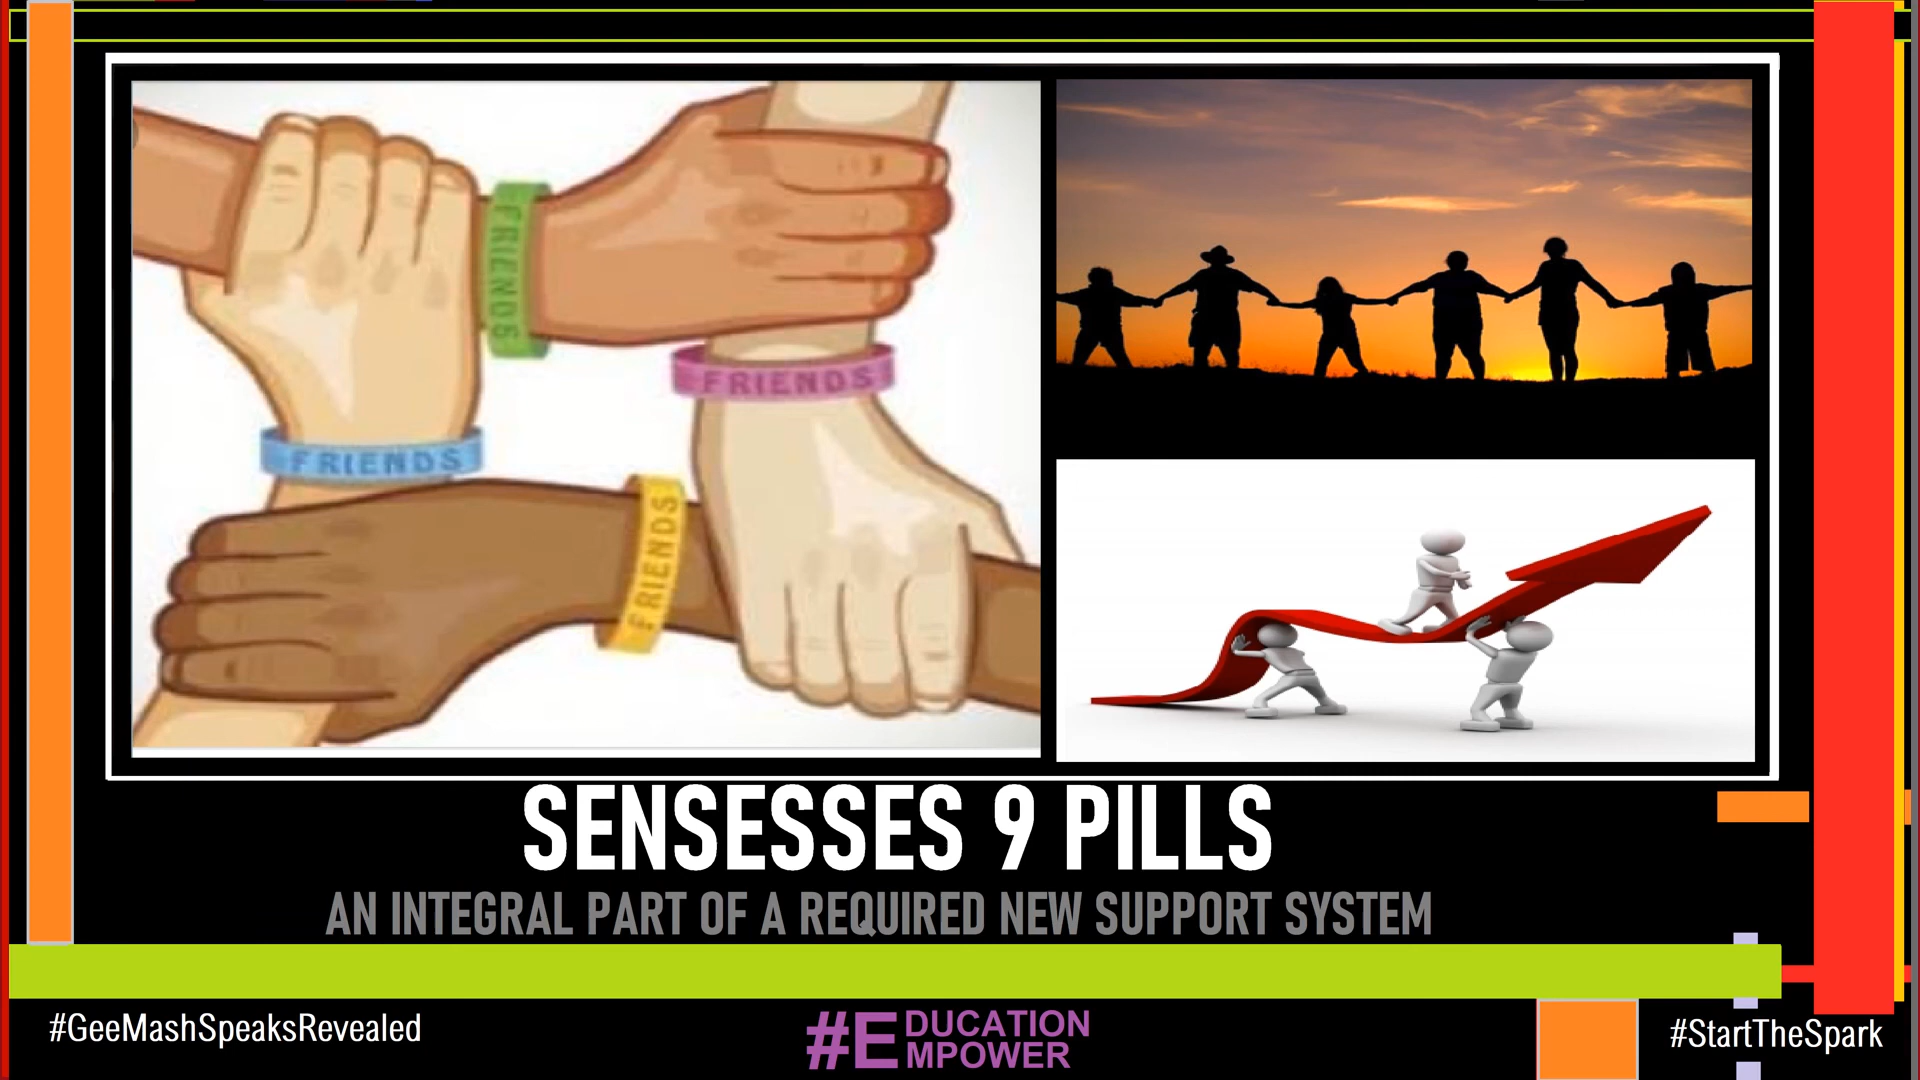 FRIENDS
FRIENDS
FRIENDS
FRIENDS
SENSESSES 9 PILLS
AN INTEGRAL PART OF A REQUIRED NEW SUPPORT SYSTEM
#GeeMashSpeaksRevealed
#EDUCATION
MPOWER
#StartTheSpark